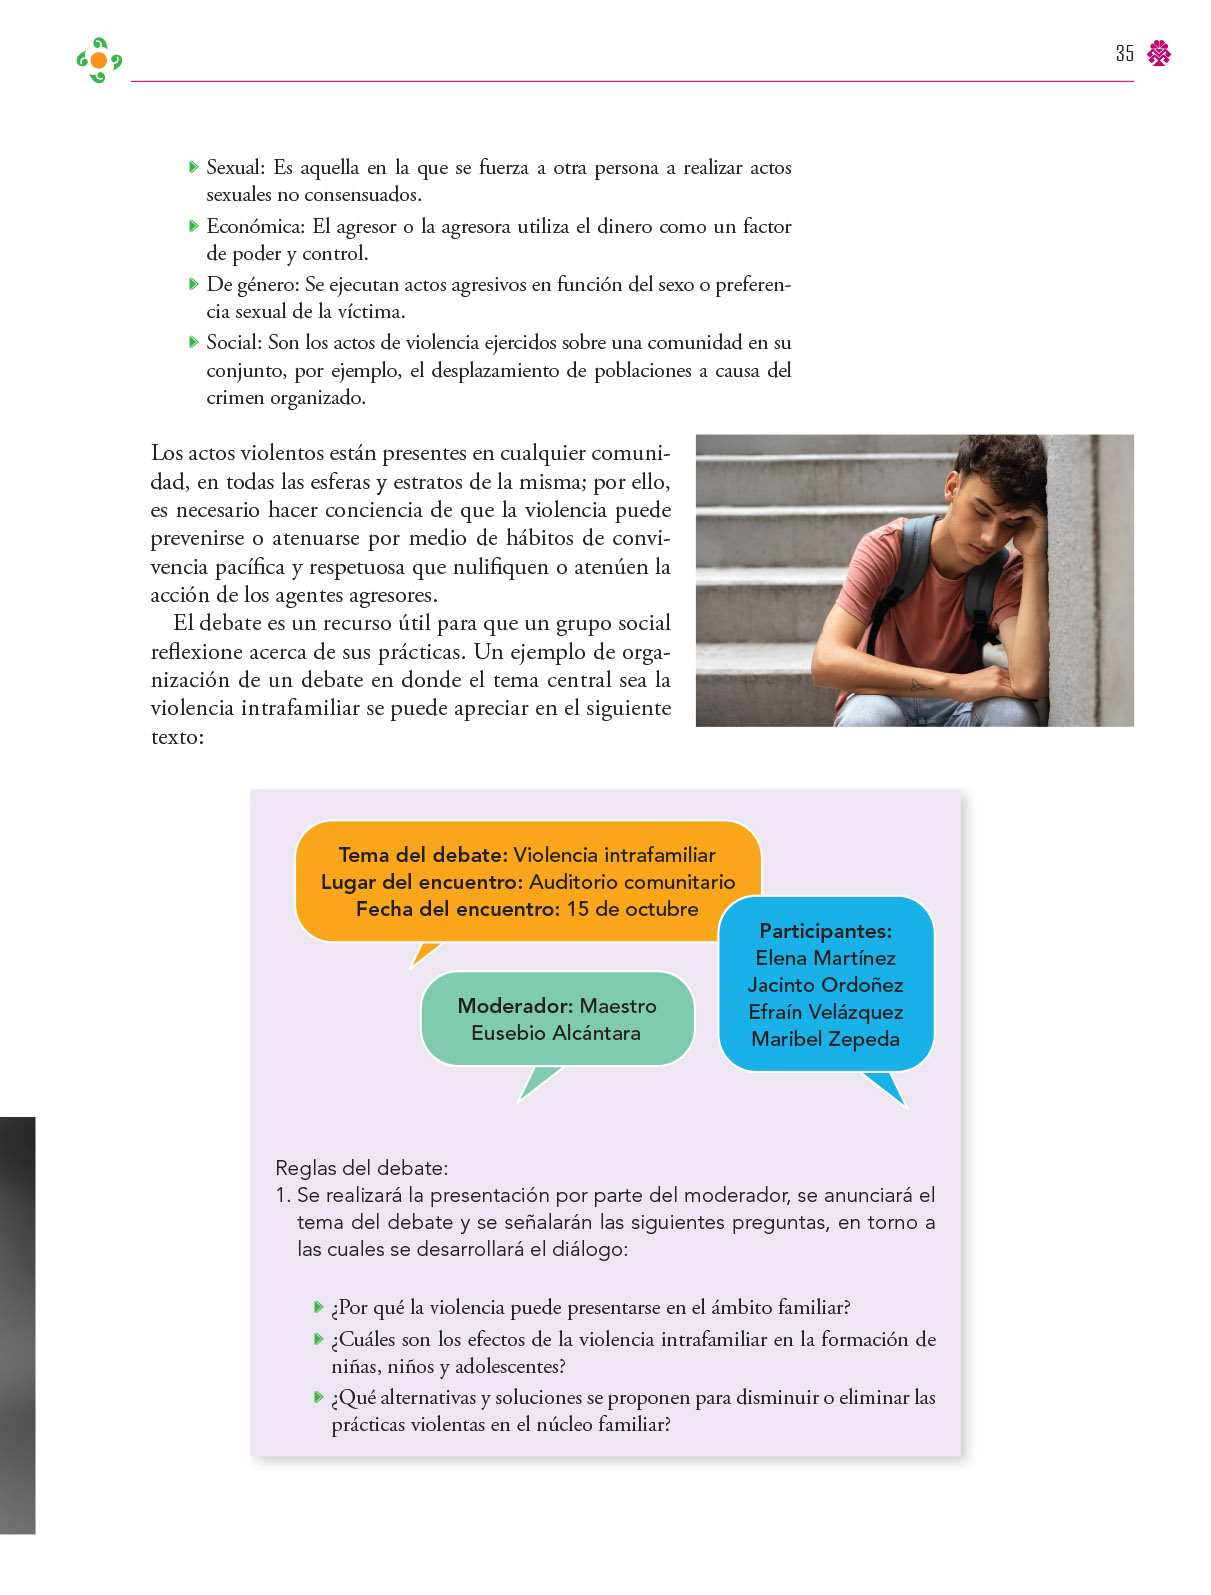 35
Sexual: Es aquella en la que se fuerza a otra persona a realizar actos
sexuales no consensuados.
Económica: El agresor o la agresora utiliza el dinero como un factor
de poder y control.
De género: Se ejecutan actos agresivos en función del sexo o preferen-
cia sexual de la víctima.
Social: Son los actos de violencia ejercidos sobre una comunidad en su
conjunto, por ejemplo, el desplazamiento de poblaciones a causa del
crimen organizado.
Los actos violentos están presentes en cualquier comuni-
dad, en todas las esferas y estratos de la misma; por ello,
es necesario hacer conciencia de que la violencia puede
prevenirse o atenuarse por medio de hábitos de convi-
vencia pacífica y respetuosa que nulifiquen o atenúen la
acción de los agentes agresores.
El debate es un recurso útil para que un grupo social
reflexione acerca de sus prácticas. Un ejemplo de orga-
nización de un debate en donde el tema central sea la
violencia intrafamiliar se puede apreciar en el siguiente
texto:
Tema del debate: Violencia intrafamiliar
Lugar del encuentro: Auditorio comunitario
Fecha del encuentro: 15 de octubre
Participantes:
Elena Martínez
Jacinto Ordoñez
Efraín Velázquez
Maribel Zepeda
Moderador: Maestro
Eusebio Alcántara
Reglas del debate:
1. Se realizará la presentación por parte del moderador, se anunciará el
tema del debate y se señalarán las siguientes preguntas, en torno a
las cuales se desarrollará el diálogo:
¿Por qué la violencia puede presentarse en el ámbito familiar?
¿Cuáles son los efectos de la violencia intrafamiliar en la formación de
niñas, niños y adolescentes?
¿Qué alternativas y soluciones se proponen para disminuir o eliminar las
prácticas violentas en el núcleo familiar?